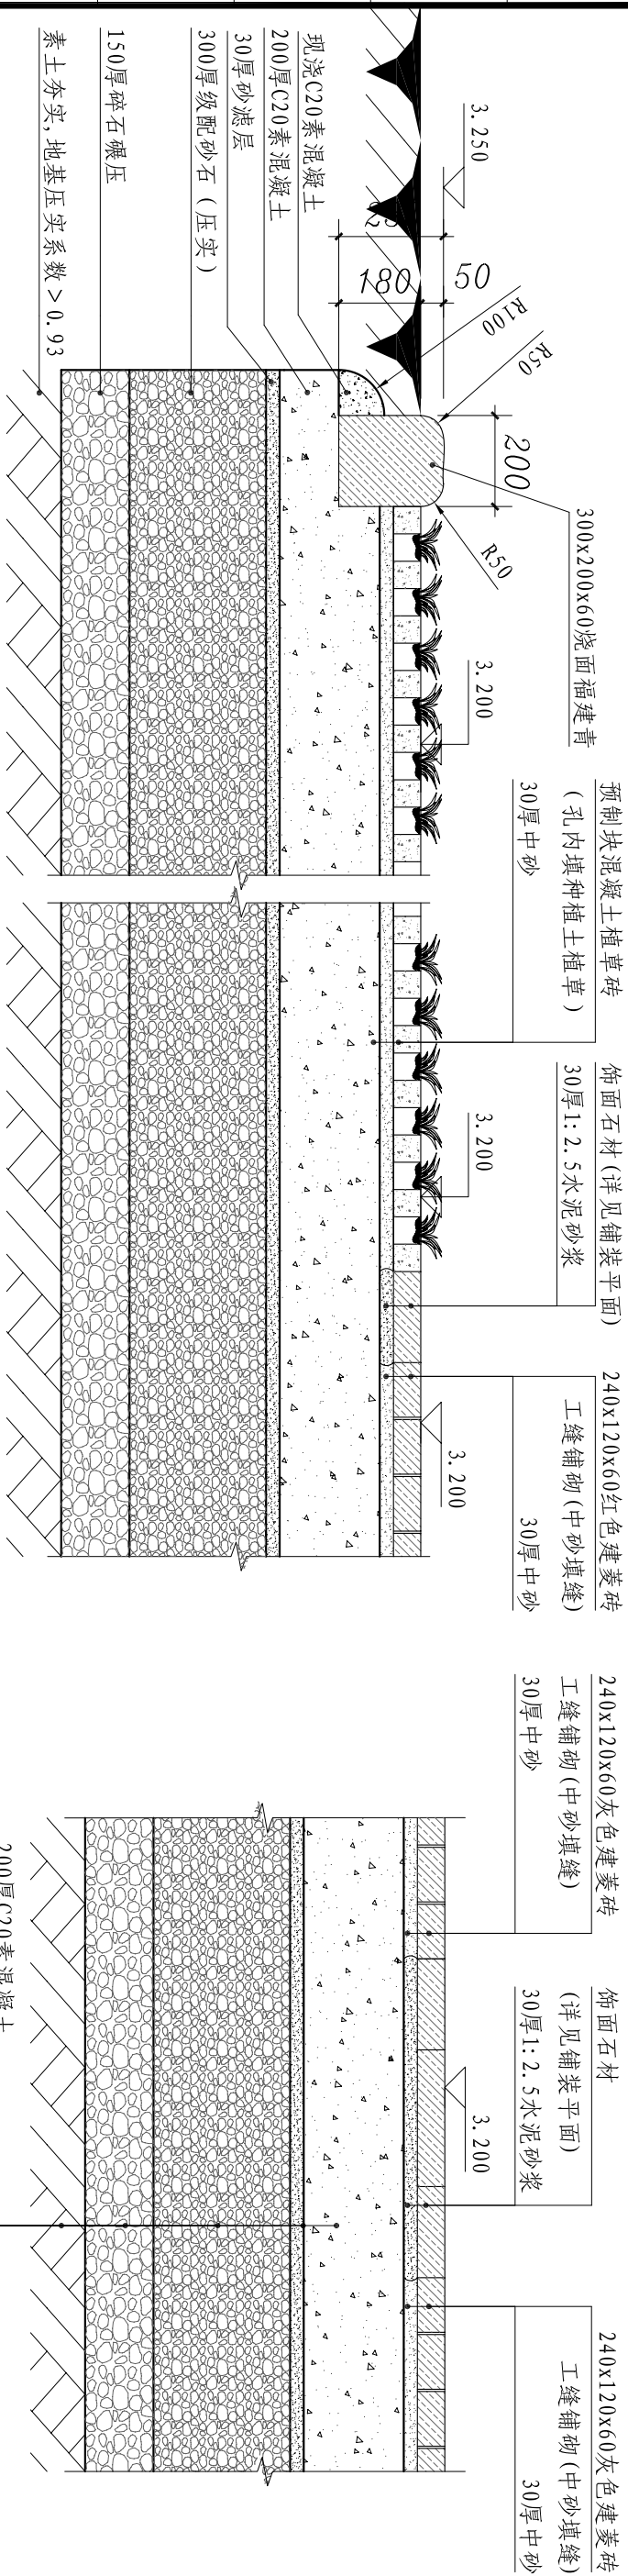 3.250
50
180
R100
R50
200
R50
300x200x60烧面福建青
现浇C20素混凝土
200厚C20素混凝土
30厚砂滤层
300厚级配砂石(压实)
150厚碎石碾压
素土夯实,地基压实系数>0.93
3.200
预制块混凝土植草砖
(孔内填种植土植草)
30厚中砂
3.200
饰面石材(详见铺装平面)
30厚1:2.5水泥砂浆
240x120x60红色建菱砖
工缝铺砌(中砂填缝)
30厚中砂
3.200
240x120x60灰色建菱砖
工缝铺砌(中砂填缝)
30厚中砂
饰面石材
(详见铺装平面)
30厚1:2.5水泥砂浆
3.200
240x120x60灰色建菱砖
工缝铺砌(中砂填缝)
30厚中砂
200厚C20素混凝土